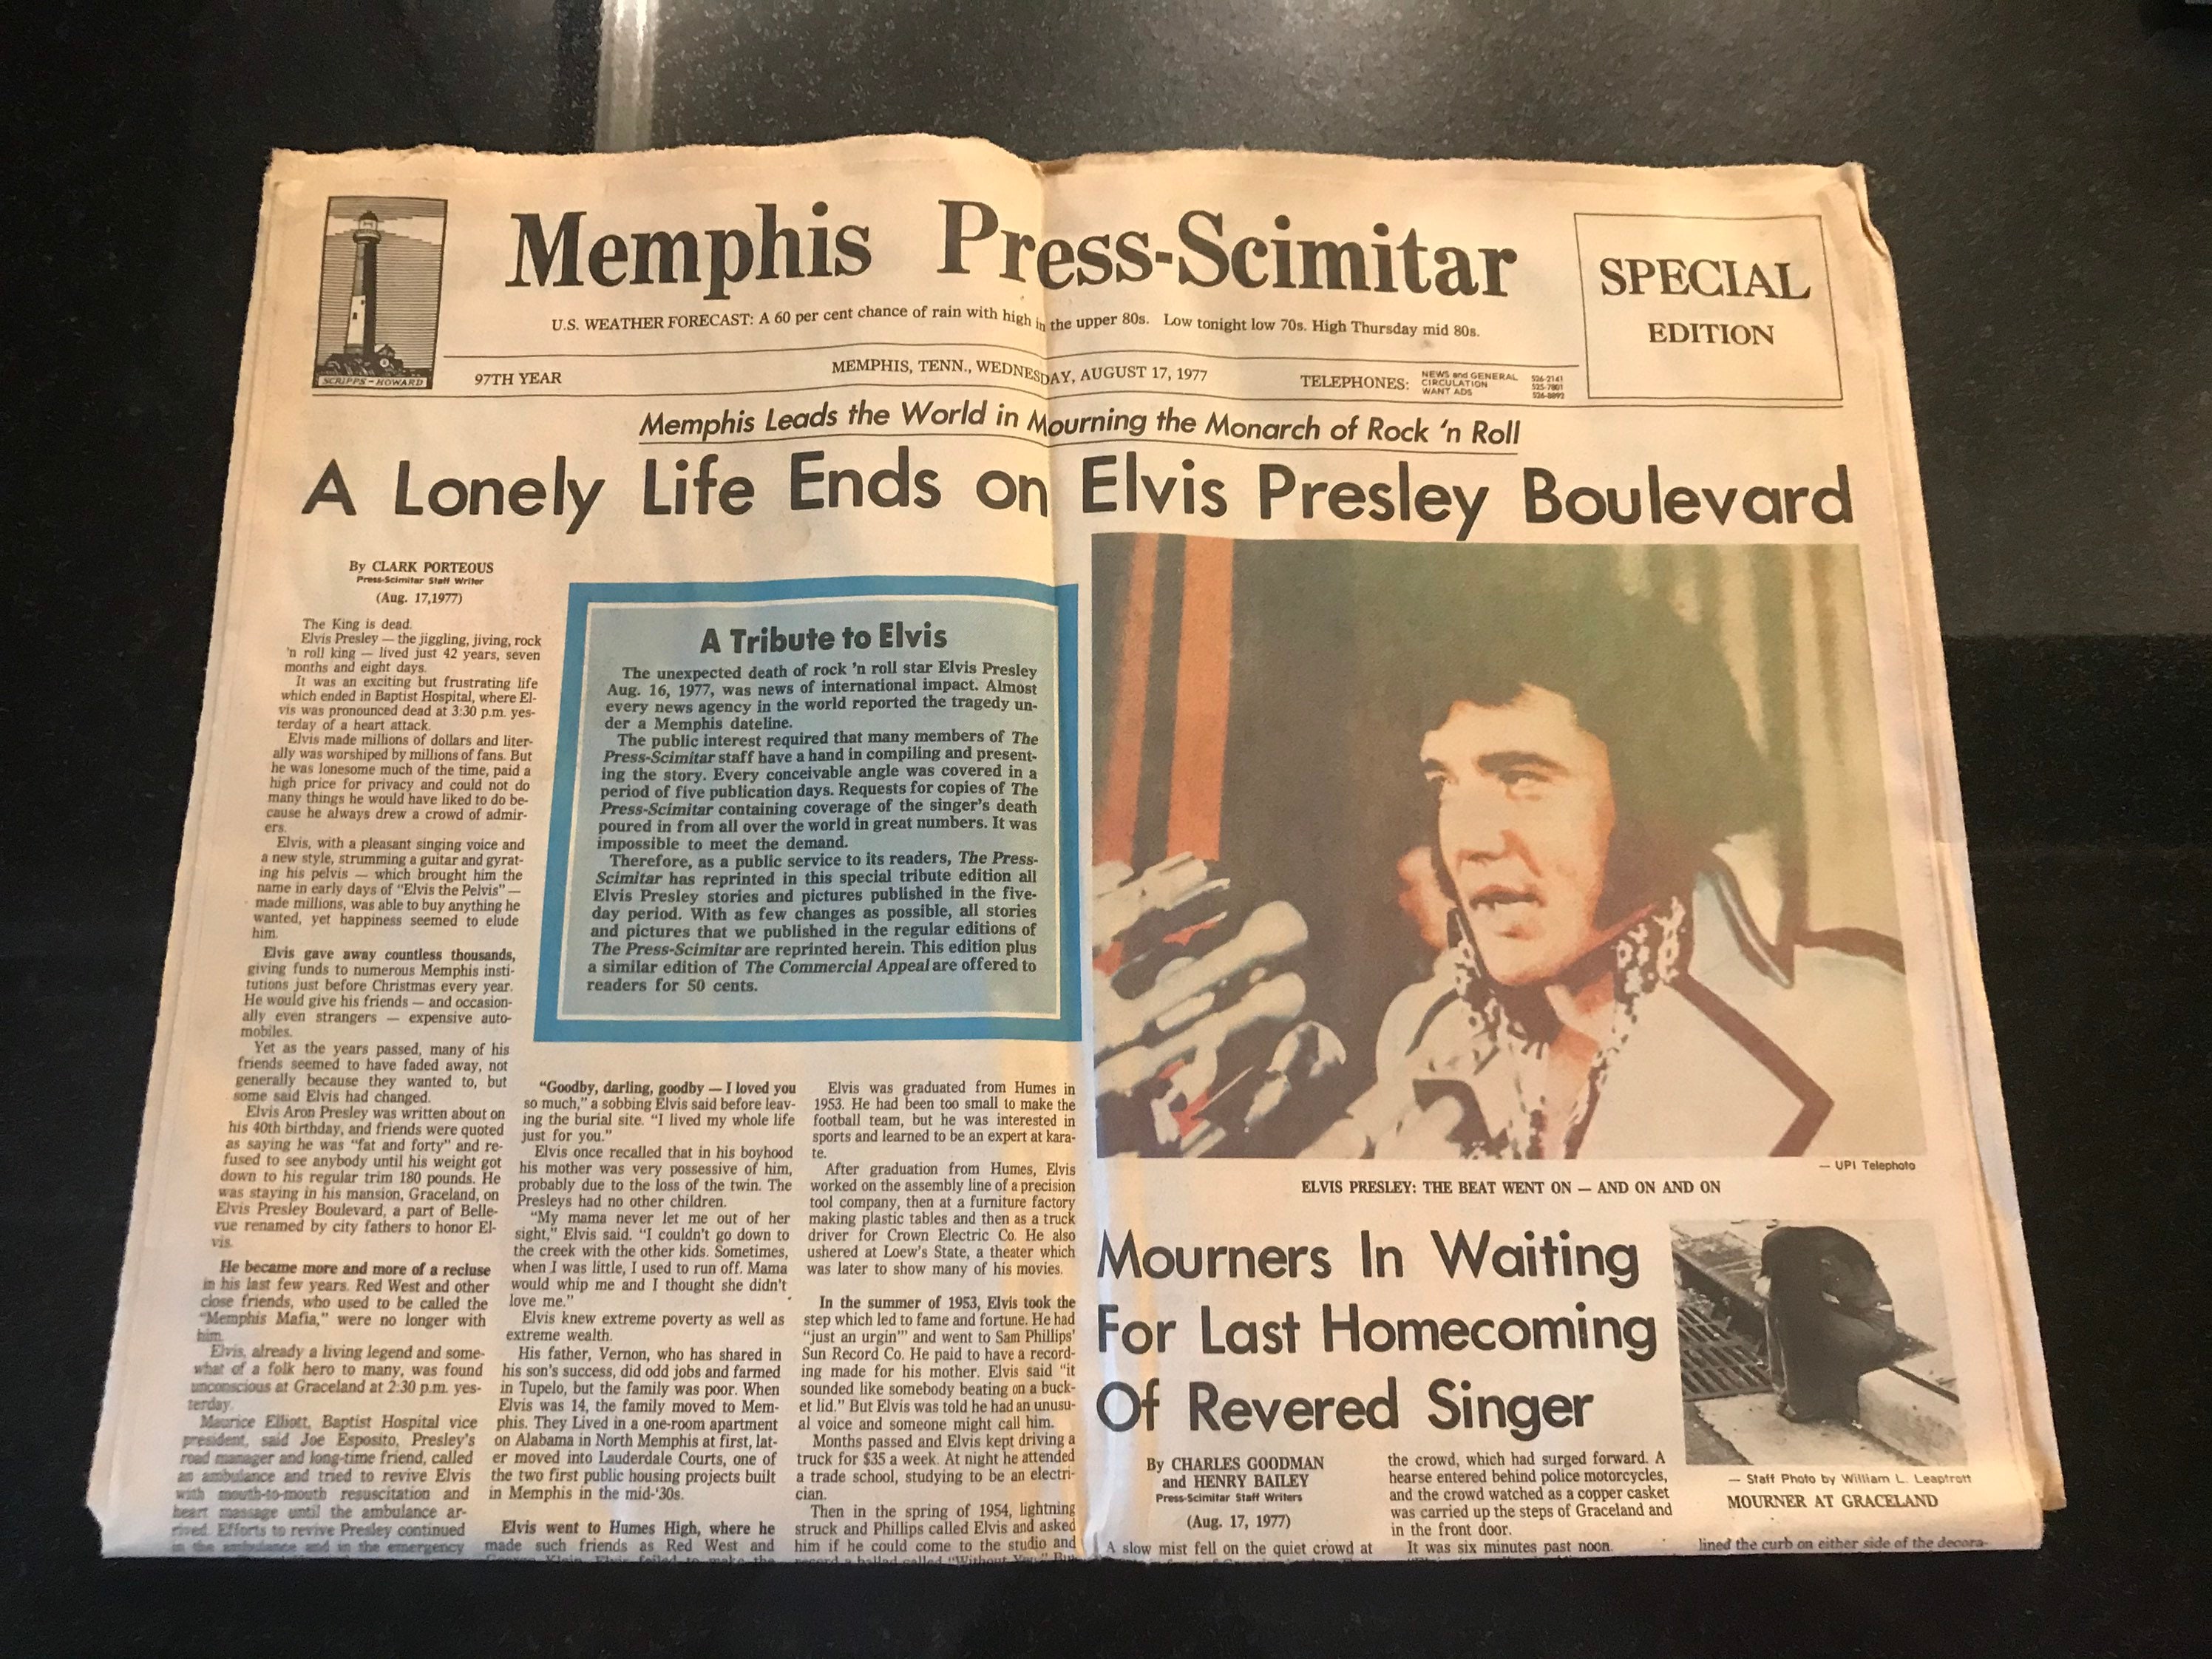 Memphis Press-Scimitar
SPECIAL
EDITION
U.S. WEATHER FORECAST: A 60 per cent chance of rain with high in the upper 80s. Low tonight low 70s. High Thursday mid 80s.
SCRIPPS-HOWARD
97TH YEAR
MEMPHIS, TENN., WEDNESDAY, AUGUST 17, 1977
TELEPHONES:
NEWS and GENERAL 526-2141
CIRCULATION 525-7801
WANT ADS 526-8892
Memphis Leads the World in Mourning the Monarch of Rock 'n Roll
A Lonely Life Ends on Elvis Presley Boulevard
By CLARK PORTEOUS
Press-Scimitar Staff Writer
(Aug. 17,1977)
The King is dead.
Elvis Presley — the jiggling, jiving, rock
'n roll king — lived just 42 years, seven
months and eight days.
It was an exciting but frustrating life
which ended in Baptist Hospital, where El-
vis was pronounced dead at 3:30 p.m. yes-
terday of a heart attack.
Elvis made millions of dollars and liter-
ally was worshiped by millions of fans. But
he was lonesome much of the time, paid a
high price for privacy and could not do
many things he would have liked to do be-
cause he always drew a crowd of admir-
ers.
Elvis, with a pleasant singing voice and
a new style, strumming a guitar and gyrat-
ing his pelvis — which brought him the
name in early days of "Elvis the Pelvis" —
made millions, was able to buy anything he
wanted, yet happiness seemed to elude
him.
Elvis gave away countless thousands,
giving funds to numerous Memphis insti-
tutions just before Christmas every year.
He would give his friends — and occasion-
ally even strangers — expensive auto-
mobiles.
Yet as the years passed, many of his
friends seemed to have faded away, not
generally because they wanted to, but
some said Elvis had changed.
Elvis Aron Presley was written about on
his 40th birthday, and friends were quoted
as saying he was "fat and forty" and re-
fused to see anybody until his weight got
down to his regular trim 180 pounds. He
was staying in his mansion, Graceland, on
Elvis Presley Boulevard, a part of Belle-
vue renamed by city fathers to honor El-
vis.
He became more and more of a recluse
in his last few years. Red West and other
close friends, who used to be called the
"Memphis Mafia," were no longer with
him.
Elvis, already a living legend and some-
what of a folk hero to many, was found
unconscious at Graceland at 2:30 p.m. yes-
terday.
Maurice Elliott, Baptist Hospital vice
president, said Joe Esposito, Presley's
road manager and long-time friend, called
an ambulance and tried to revive Elvis
with mouth-to-mouth resuscitation and
heart massage until the ambulance ar-
rived. Efforts to revive Presley continued
in the ambulance and in the emergency
A Tribute to Elvis
The unexpected death of rock 'n roll star Elvis Presley
Aug. 16, 1977, was news of international impact. Almost
every news agency in the world reported the tragedy un-
der a Memphis dateline.
The public interest required that many members of The
Press-Scimitar staff have a hand in compiling and present-
ing the story. Every conceivable angle was covered in a
period of five publication days. Requests for copies of The
Press-Scimitar containing coverage of the singer's death
poured in from all over the world in great numbers. It was
impossible to meet the demand.
Therefore, as a public service to its readers, The Press-
Scimitar has reprinted in this special tribute edition all
Elvis Presley stories and pictures published in the five-
day period. With as few changes as possible, all stories
and pictures that we published in the regular editions of
The Press-Scimitar are reprinted herein. This edition plus
a similar edition of The Commercial Appeal are offered to
readers for 50 cents.
"Goodby, darling, goodby — I loved you
so much," a sobbing Elvis said before leav-
ing the burial site. "I lived my whole life
just for you."
Elvis once recalled that in his boyhood
his mother was very possessive of him,
probably due to the loss of the twin. The
Presleys had no other children.
"My mama never let me out of her
sight," Elvis said. "I couldn't go down to
the creek with the other kids. Sometimes,
when I was little, I used to run off. Mama
would whip me and I thought she didn't
love me."
Elvis knew extreme poverty as well as
extreme wealth.
His father, Vernon, who has shared in
his son's success, did odd jobs and farmed
in Tupelo, but the family was poor. When
Elvis was 14, the family moved to Mem-
phis. They Lived in a one-room apartment
on Alabama in North Memphis at first, lat-
er moved into Lauderdale Courts, one of
the two first public housing projects built
in Memphis in the mid-'30s.
Elvis went to Humes High, where he
made such friends as Red West and
George Klein. Elvis failed to make the
Elvis was graduated from Humes in
1953. He had been too small to make the
football team, but he was interested in
sports and learned to be an expert at kara-
te.
After graduation from Humes, Elvis
worked on the assembly line of a precision
tool company, then at a furniture factory
making plastic tables and then as a truck
driver for Crown Electric Co. He also
ushered at Loew's State, a theater which
was later to show many of his movies.
In the summer of 1953, Elvis took the
step which led to fame and fortune. He had
"just an urgin'" and went to Sam Phillips'
Sun Record Co. He paid to have a record-
ing made for his mother. Elvis said "it
sounded like somebody beating on a buck-
et lid." But Elvis was told he had an unusu-
al voice and someone might call him.
Months passed and Elvis kept driving a
truck for $35 a week. At night he attended
a trade school, studying to be an electri-
cian.
Then in the spring of 1954, lightning
struck and Phillips called Elvis and asked
him if he could come to the studio and
record a ballad called "Without You." But
— UPI Telephoto
ELVIS PRESLEY: THE BEAT WENT ON — AND ON AND ON
Mourners In Waiting
For Last Homecoming
Of Revered Singer
By CHARLES GOODMAN
and HENRY BAILEY
Press-Scimitar Staff Writers
(Aug. 17, 1977)
A slow mist fell on the quiet crowd at
the crowd, which had surged forward. A
hearse entered behind police motorcycles,
and the crowd watched as a copper casket
was carried up the steps of Graceland and
in the front door.
It was six minutes past noon.
— Staff Photo by William L. Leaptrott
MOURNER AT GRACELAND
lined the curb on either side of the decora-